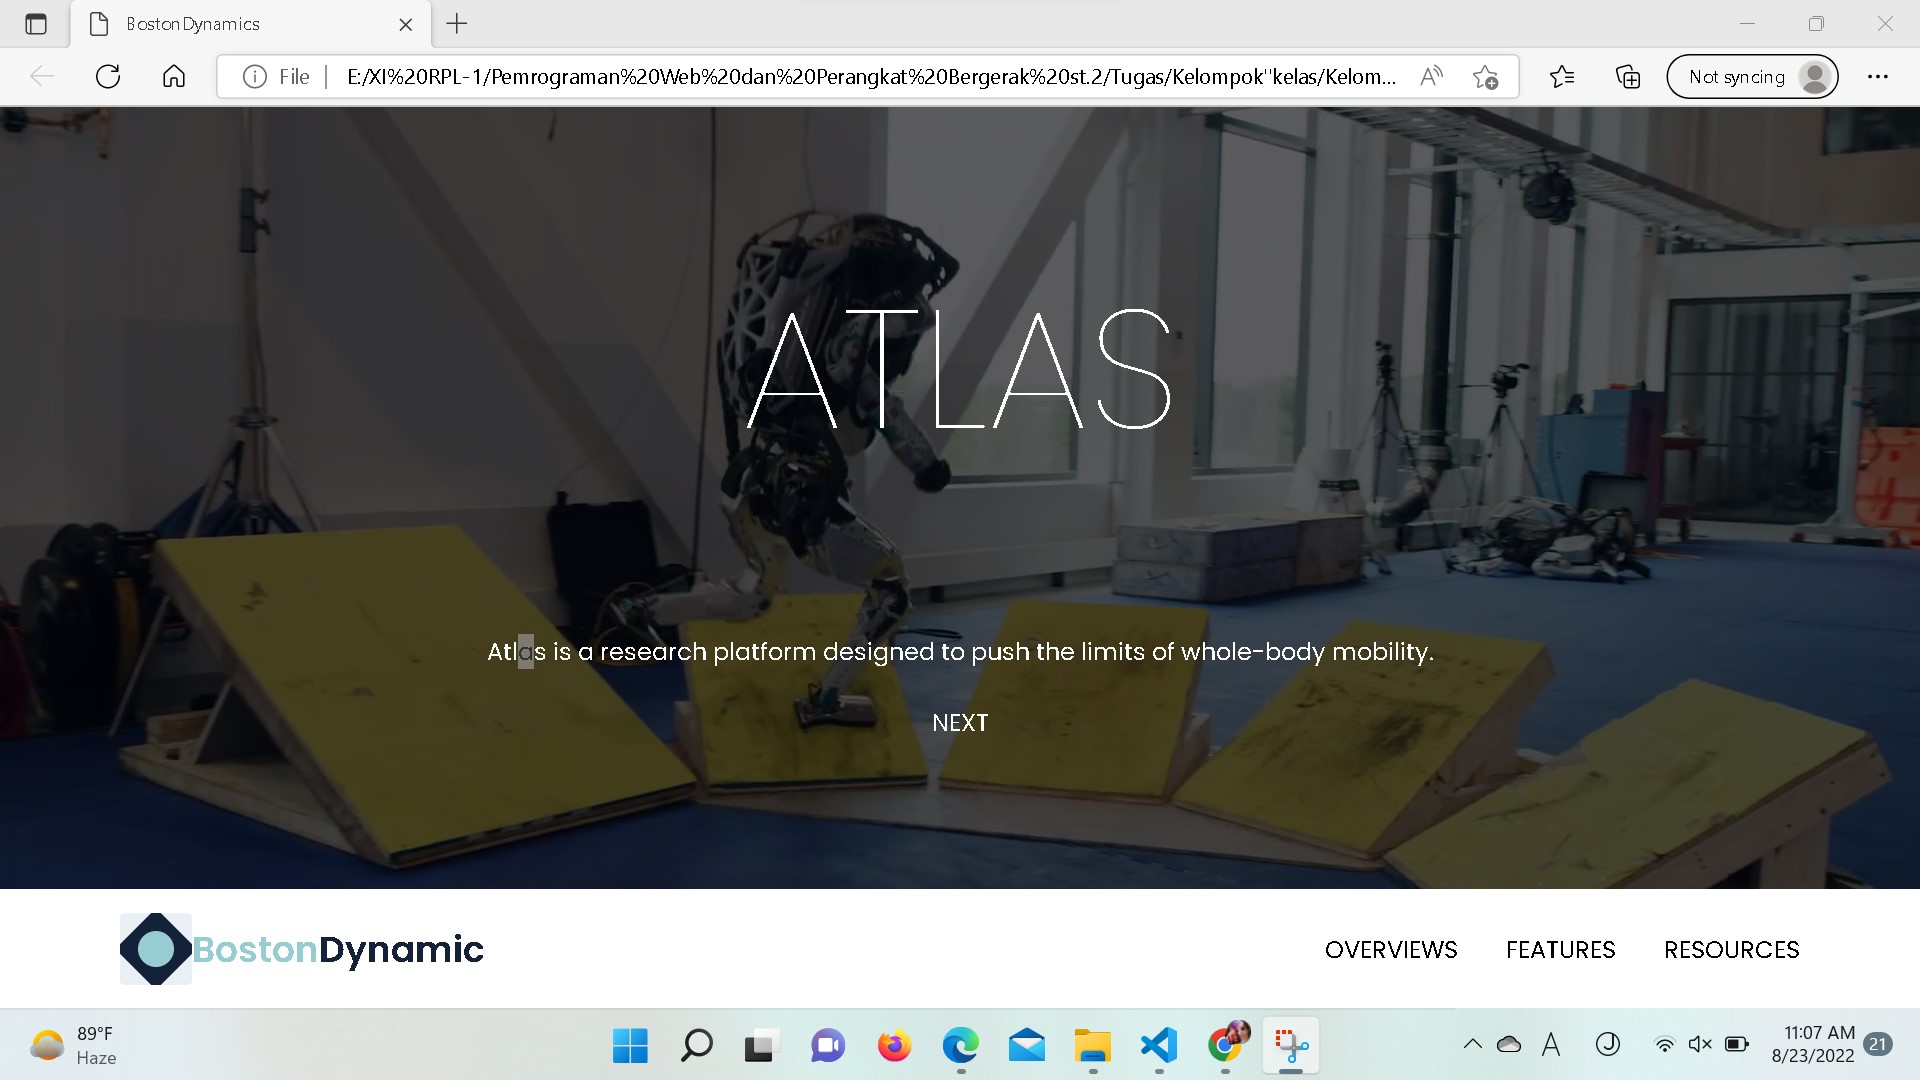 BostonDynamics
File
E:/XI%20RPL-1/Pemrograman%20Web%20dan%20Perangkat%20Bergerak%20st.2/Tugas/Kelompok"kelas/Kelom...
Not syncing
ATLAS
Atlas is a research platform designed to push the limits of whole-body mobility.
NEXT
BostonDynamic
OVERVIEWS
FEATURES
RESOURCES
89°F
Haze
11:07 AM
8/23/2022
21